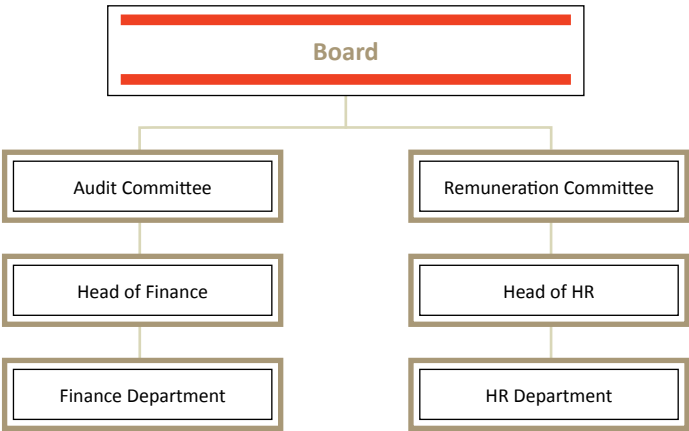 Board
Audit Committee
Remuneration Committee
Head of Finance
Head of HR
Finance Department
HR Department